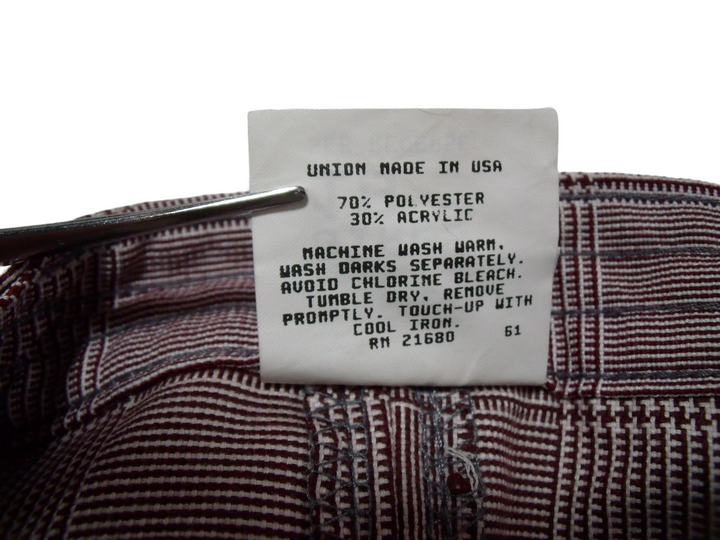 UNION MADE IN USA
70% POLYESTER
30% ACRYLIC
MACHINE WASH WARM.
WASH DARKS SEPARATELY.
AVOID CHLORINE BLEACH.
TUMBLE DRY, REMOVE
PROMPTLY. TOUCH-UP WITH
COOL IRON.
RN 21680 61